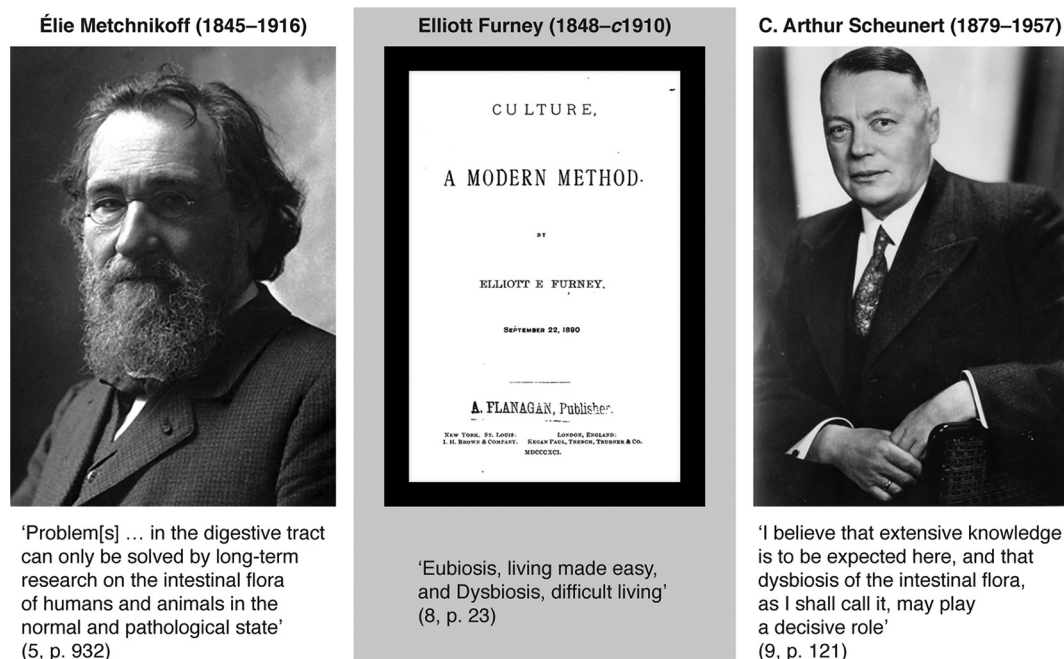 Élie Metchnikoff (1845–1916)
‘Problem[s] … in the digestive tract
can only be solved by long-term
research on the intestinal flora
of humans and animals in the
normal and pathological state’
(5, p. 932)
Elliott Furney (1848–c1910)
CULTURE,
A MODERN METHOD.
BY
ELLIOTT E FURNEY.
SEPTEMBER 22, 1890
A. FLANAGAN, Publisher.
NEW YORK. ST. LOUIS:
I. H. BROWN & COMPANY.
LONDON, ENGLAND:
KEGAN PAUL, TRENCH, TRUBNER & CO.
MDCCCXCI.
‘Eubiosis, living made easy,
and Dysbiosis, difficult living’
(8, p. 23)
C. Arthur Scheunert (1879–1957)
‘I believe that extensive knowledge
is to be expected here, and that
dysbiosis of the intestinal flora,
as I shall call it, may play
a decisive role’
(9, p. 121)